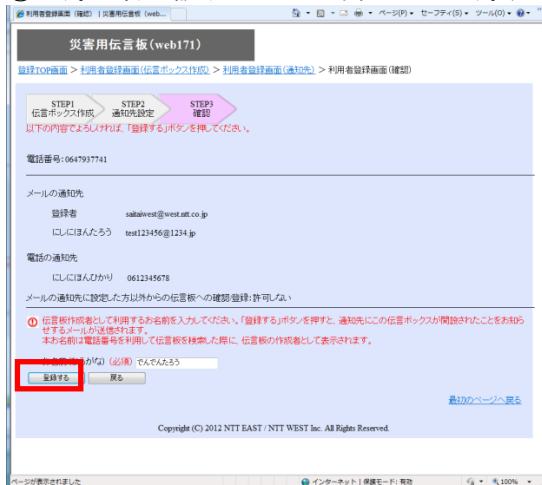 利用者登録画面（確認）｜災害用伝言板（web...
ページ(P) セーフティ(S) ツール(O)
災害用伝言板(web171)
登録TOP画面 > 利用者登録画面(伝言ボックス作成) > 利用者登録画面(通知先) > 利用者登録画面(確認)
STEP1 STEP2 STEP3
伝言ボックス作成 通知先設定 確認
以下の内容でよろしければ、「登録する」ボタンを押してください。
電話番号:0647937741
メールの通知先
登録者 saitaiwest@west.ntt.co.jp
にしにほんたろう test123456@1234.jp
電話の通知先
にしにほんひかり 0612345678
メールの通知先に設定した方以外からの伝言板への確認/登録:許可しない
伝言板作成者として利用するお名前を入力してください。「登録する」ボタンを押すと、通知先にこの伝言ボックスが開設されたことをお知ら
せするメールが送信されます。
本お名前は電話番号を利用して伝言板を検索した際に、伝言板の作成者として表示されます。
がな) (必須) でんでんたろう
登録する 戻る
最初のページへ戻る
Copyright (C) 2012 NTT EAST / NTT WEST Inc. All Rights Reserved.
ページが表示されました インターネット | 保護モード: 有効 100%